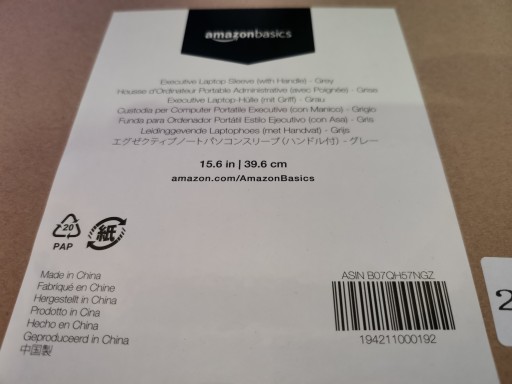 amazonbasics
Executive Laptop Sleeve (with Handle) - Grey
Housse d'Ordinateur Portable Administrative (avec Poignée) - Grise
Executive Laptop-Hülle (mit Griff) - Grau
Custodia per Computer Portatile Executive (con Manico) - Grigio
Funda para Ordenador Portátil Estilo Ejecutivo (con Asa) - Gris
Leidinggevende Laptophoes (met Handvat) - Grijs
エグゼクティブノートパソコンスリーブ (ハンドル付) - グレー
15.6 in | 39.6 cm
amazon.com/AmazonBasics
20
PAP
紙
Made in China
Fabriqué en Chine
Hergestellt in China
Prodotto in Cina
Hecho en China
Geproduceerd in China
中国製
ASIN B07QH57NGZ
194211000192
2